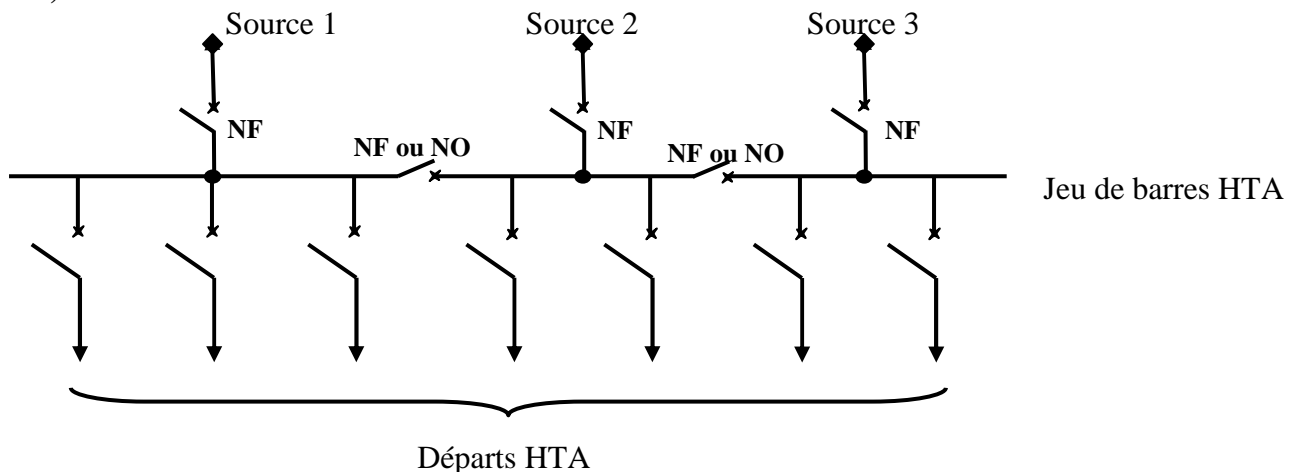 Source 1
Source 2
Source 3
NF
NF
NF
NF ou NO
NF ou NO
Jeu de barres HTA
Départs HTA